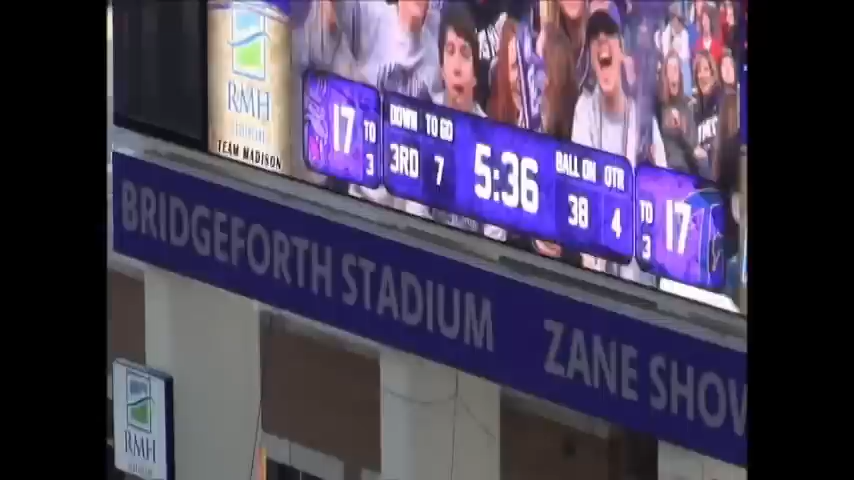 RMH
TEAM MADISON
17 TO 3
DOWN TO GO
3RD 7
5:36
BALL ON QTR
38 4
TO 3 17
BRIDGEFORTH STADIUM ZANE SHOW
RMH